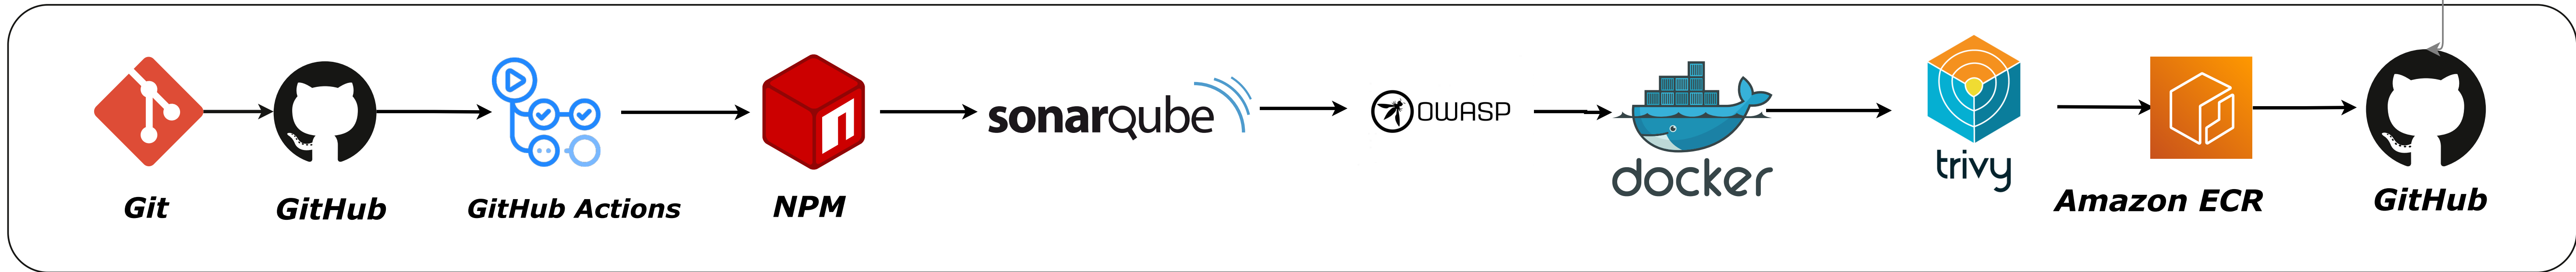 Git
GitHub
GitHub Actions
NPM
sonarqube
OWASP
docker
trivy
Amazon ECR
GitHub